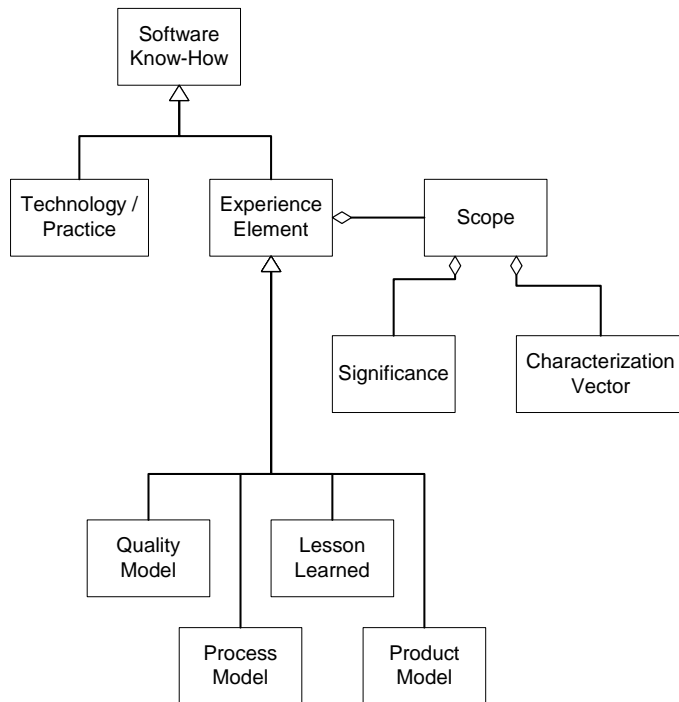 Software
Know-How
Technology /
Practice
Experience
Element
Scope
Significance
Characterization
Vector
Quality
Model
Lesson
Learned
Process
Model
Product
Model